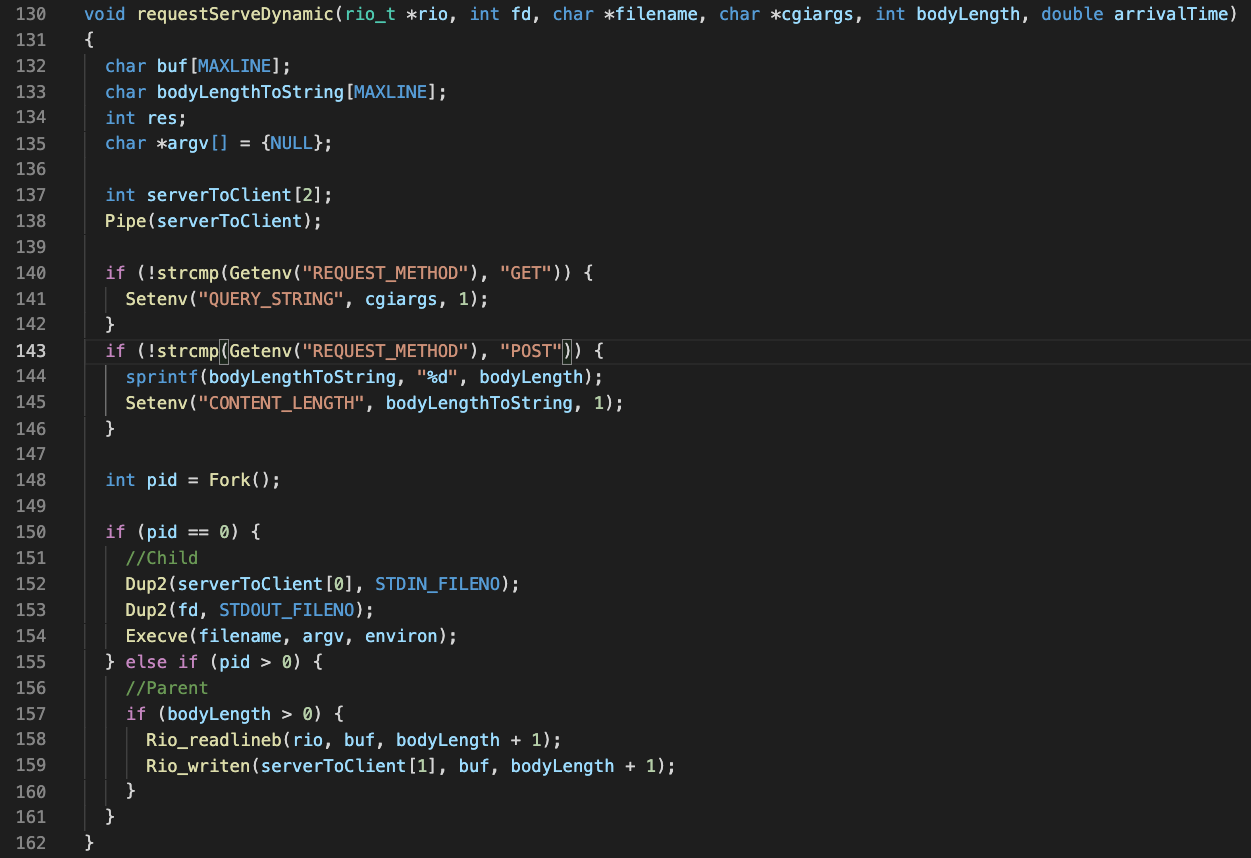 130 void requestServeDynamic(rio_t *rio, int fd, char *filename, char *cgiargs, int bodyLength, double arrivalTime)
131 {
132   char buf[MAXLINE];
133   char bodyLengthToString[MAXLINE];
134   int res;
135   char *argv[] = {NULL};
136
137   int serverToClient[2];
138   Pipe(serverToClient);
139
140   if (!strcmp(Getenv("REQUEST_METHOD"), "GET")) {
141     Setenv("QUERY_STRING", cgiargs, 1);
142   }
143   if (!strcmp(Getenv("REQUEST_METHOD"), "POST")) {
144     sprintf(bodyLengthToString, "%d", bodyLength);
145     Setenv("CONTENT_LENGTH", bodyLengthToString, 1);
146   }
147
148   int pid = Fork();
149
150   if (pid == 0) {
151     //Child
152     Dup2(serverToClient[0], STDIN_FILENO);
153     Dup2(fd, STDOUT_FILENO);
154     Execve(filename, argv, environ);
155   } else if (pid > 0) {
156     //Parent
157     if (bodyLength > 0) {
158       Rio_readlineb(rio, buf, bodyLength + 1);
159       Rio_writen(serverToClient[1], buf, bodyLength + 1);
160     }
161   }
162 }